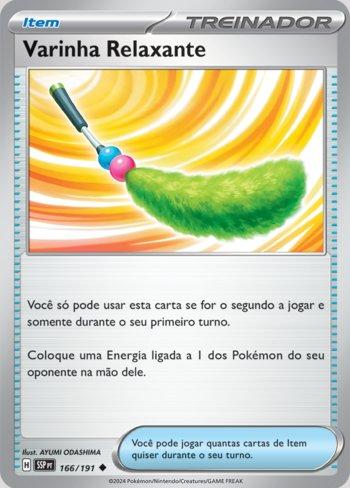 Item
TREINADOR
Varinha Relaxante
Você só pode usar esta carta se for o segundo a jogar e
somente durante o seu primeiro turno.
Coloque uma Energia ligada a 1 dos Pokémon do seu
oponente na mão dele.
Ilust. AYUMI ODASHIMA
H SSP PT 166/191
Você pode jogar quantas cartas de Item
quiser durante o seu turno.
©2024 Pokémon/Nintendo/Creatures/GAME FREAK